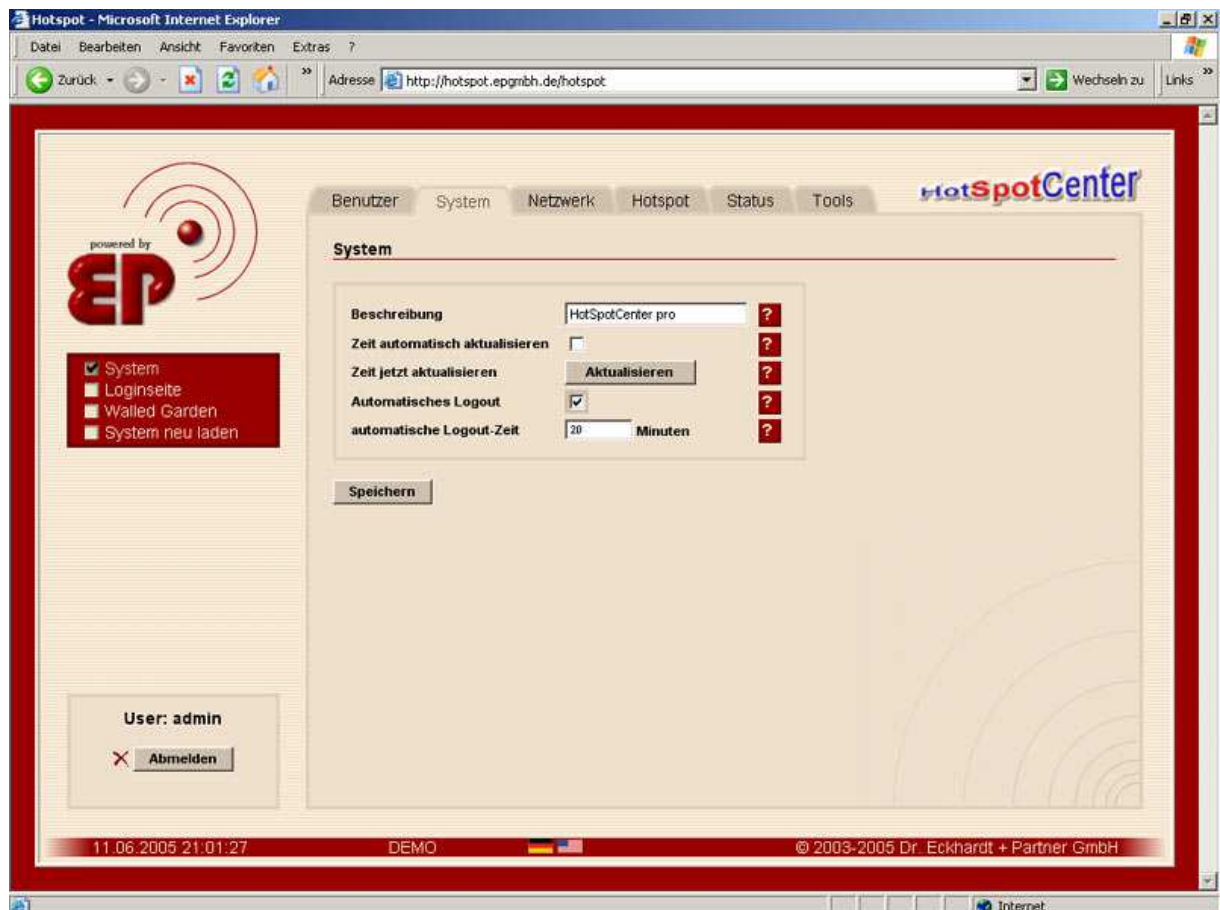 Hotspot - Microsoft Internet Explorer
Datei Bearbeiten Ansicht Favoriten Extras ?
Zurück Adresse http://hotspot.epgmbh.de/hotspot Wechseln zu Links
HotSpotCenter
Benutzer System Netzwerk Hotspot Status Tools
powered by
EP
System
Beschreibung HotSpotCenter pro ?
Zeit automatisch aktualisieren ?
Zeit jetzt aktualisieren Aktualisieren ?
Automatisches Logout ?
automatische Logout-Zeit 20 Minuten ?
Speichern
System
Loginseite
Walled Garden
System neu laden
User: admin
Abmelden
11.06.2005 21:01:27 DEMO © 2003-2005 Dr. Eckhardt + Partner GmbH
Internet